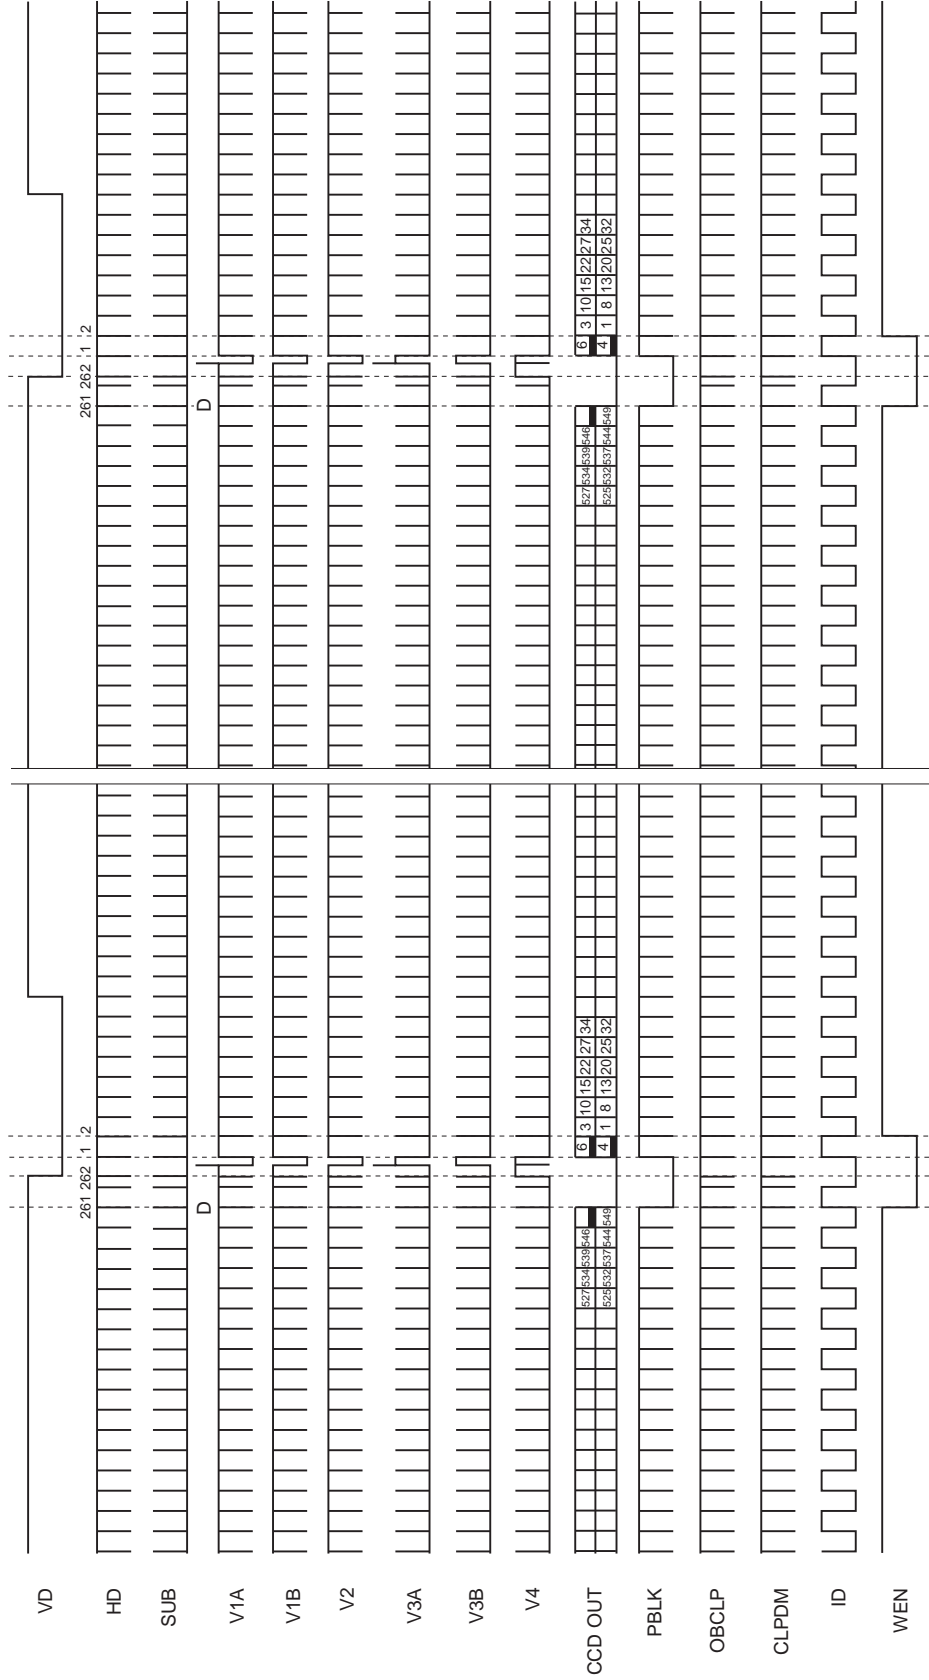 VD
HD
SUB
V1A
V1B
V2
V3A
V3B
V4
CCD OUT
PBLK
OBCLP
CLPDM
ID
WEN
261 262 1 2
D
527 534 539 546
525 532 537 544 549
6 3 10 15 22 27 34
4 1 8 13 20 25 32
261 262 1 2
D
527 534 539 546
525 532 537 544 549
6 3 10 15 22 27 34
4 1 8 13 20 25 32